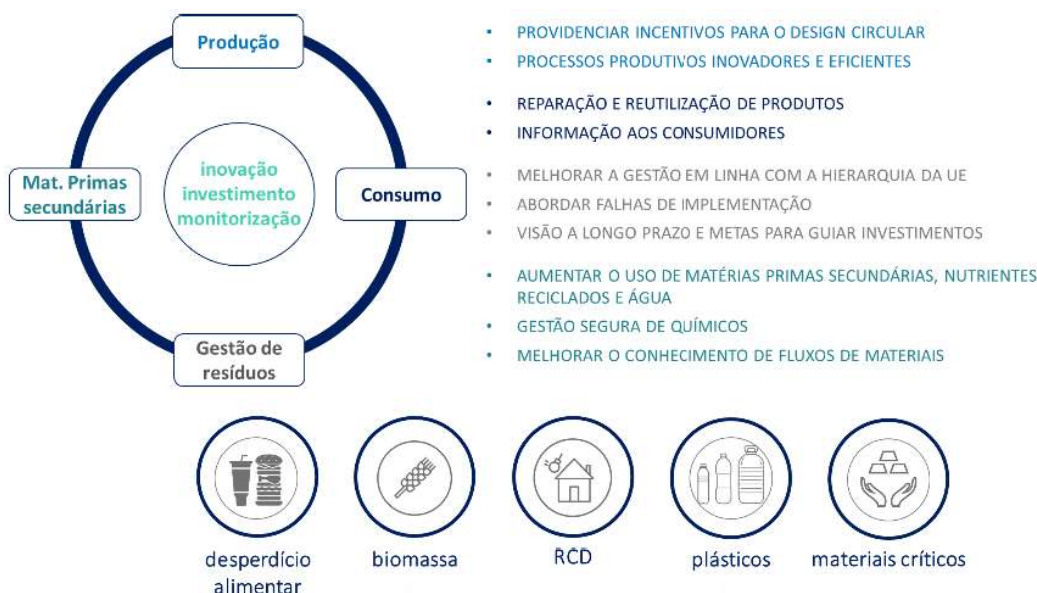 Produção
Mat. Primas
secundárias
inovação
investimento
monitorização
Consumo
Gestão de
resíduos
• PROVIDENCIAR INCENTIVOS PARA O DESIGN CIRCULAR
• PROCESSOS PRODUTIVOS INOVADORES E EFICIENTES
• REPARAÇÃO E REUTILIZAÇÃO DE PRODUTOS
• INFORMAÇÃO AOS CONSUMIDORES
• MELHORAR A GESTÃO EM LINHA COM A HIERARQUIA DA UE
• ABORDAR FALHAS DE IMPLEMENTAÇÃO
• VISÃO A LONGO PRAZO E METAS PARA GUIAR INVESTIMENTOS
• AUMENTAR O USO DE MATÉRIAS PRIMAS SECUNDÁRIAS, NUTRIENTES
RECICLADOS E ÁGUA
• GESTÃO SEGURA DE QUÍMICOS
• MELHORAR O CONHECIMENTO DE FLUXOS DE MATERIAIS
desperdício
alimentar
biomassa
RCD
plásticos
materiais críticos